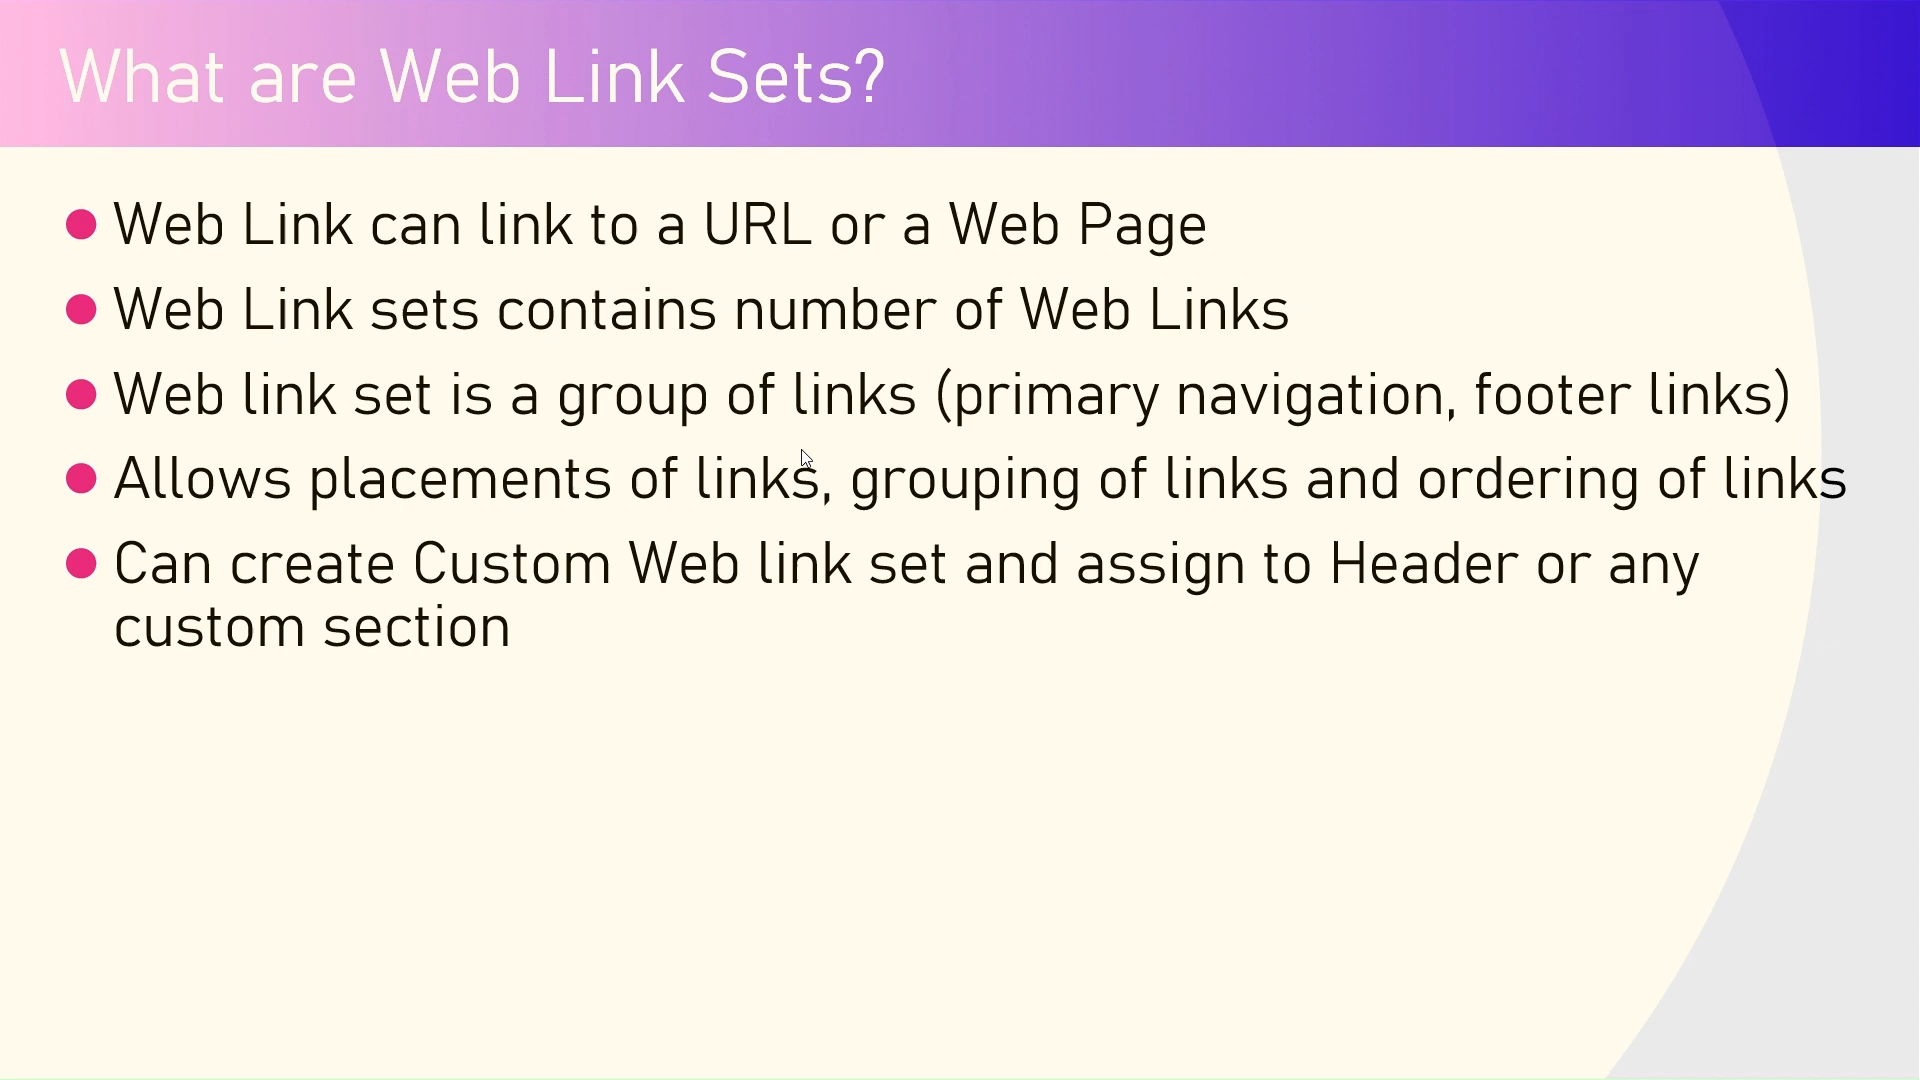 What are Web Link Sets?
Web Link can link to a URL or a Web Page
Web Link sets contains number of Web Links
Web link set is a group of links (primary navigation, footer links)
Allows placements of links, grouping of links and ordering of links
Can create Custom Web link set and assign to Header or any
custom section